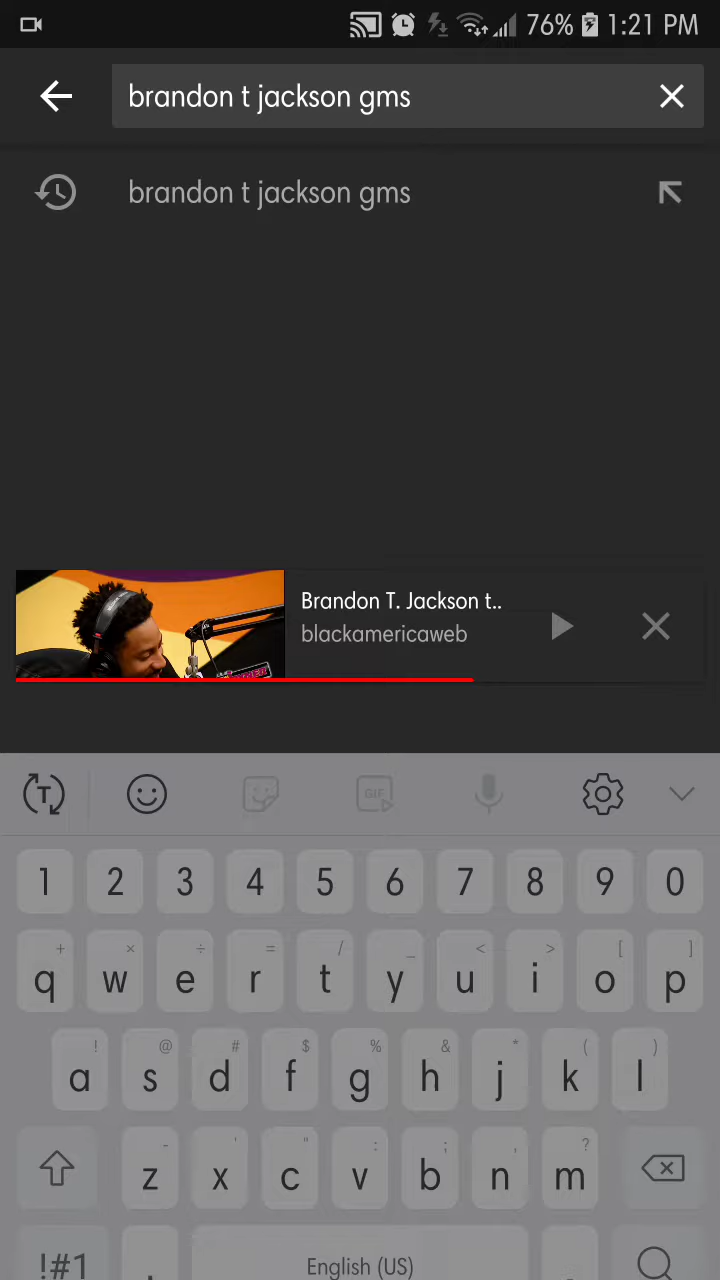 76% 1:21 PM
brandon t jackson gms
brandon t jackson gms
Brandon T. Jackson t..
blackamericaweb
T
GIF
1 2 3 4 5 6 7 8 9 0
+ × ÷ = / _ < > [ ]
q w e r t y u i o p
! @ # $ % & * ( )
a s d f g h j k l
- ' " : ; , ?
z x c v b n m
!#1 , English (US) .